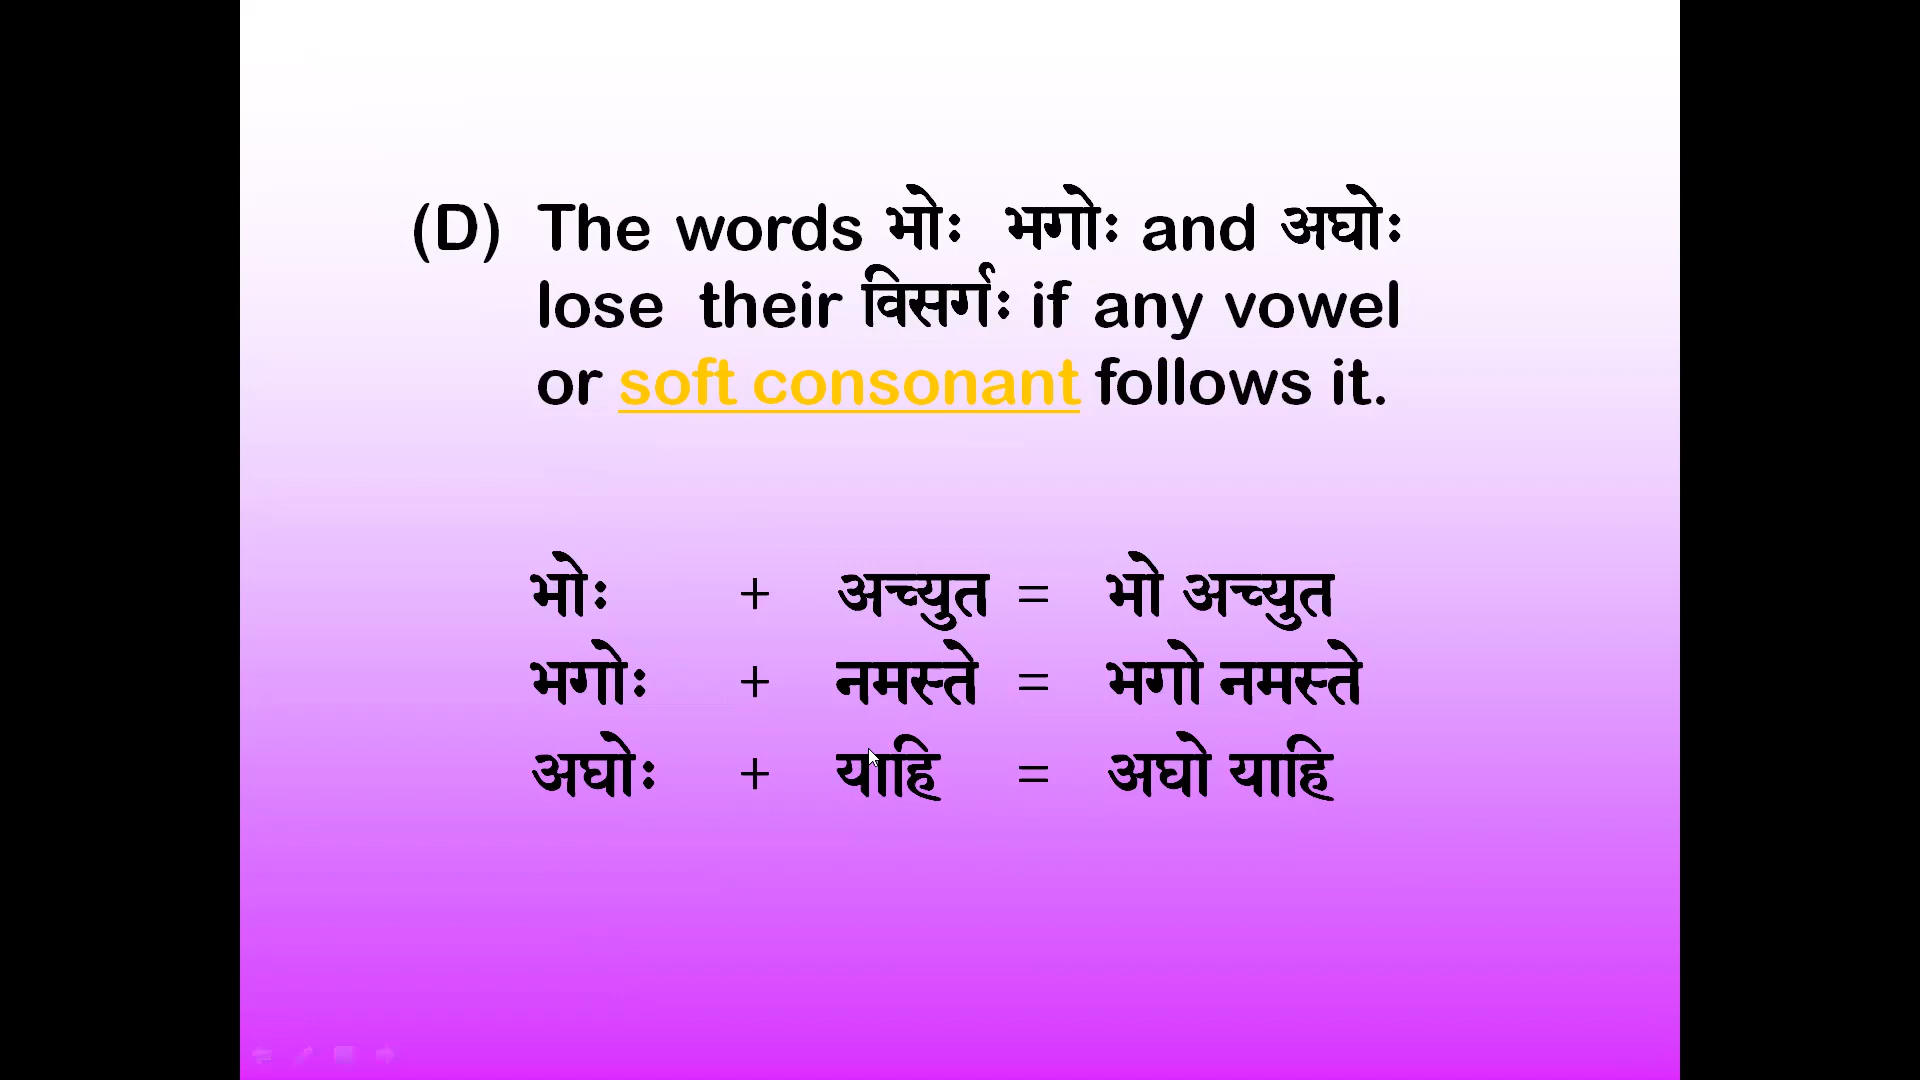 (D) The words भोः भगोः and अघोः
lose their विसर्गः if any vowel
or soft consonant follows it.
भोः + अच्युत = भो अच्युत
भगोः + नमस्ते = भगो नमस्ते
अघोः + याहि = अघो याहि